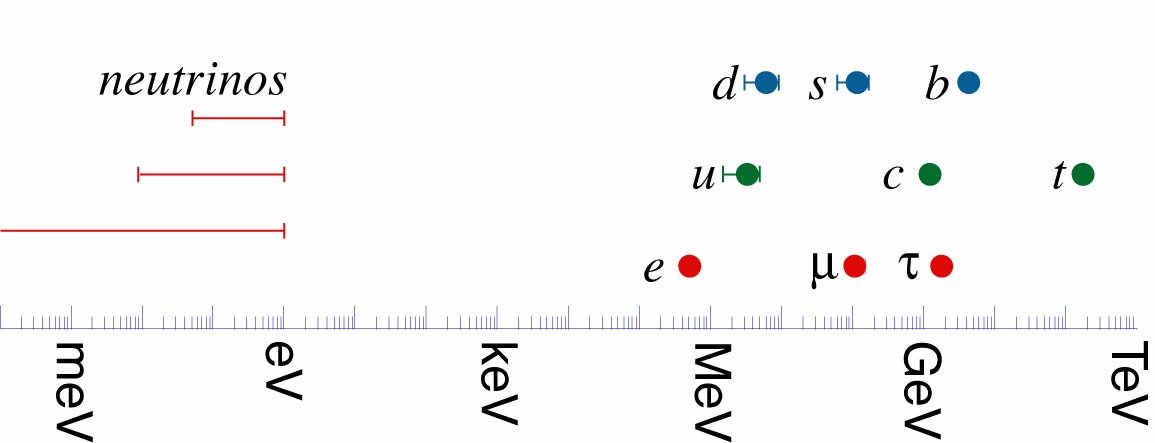 neutrinos
d s b
u c t
e μ τ
meV eV keV MeV GeV TeV